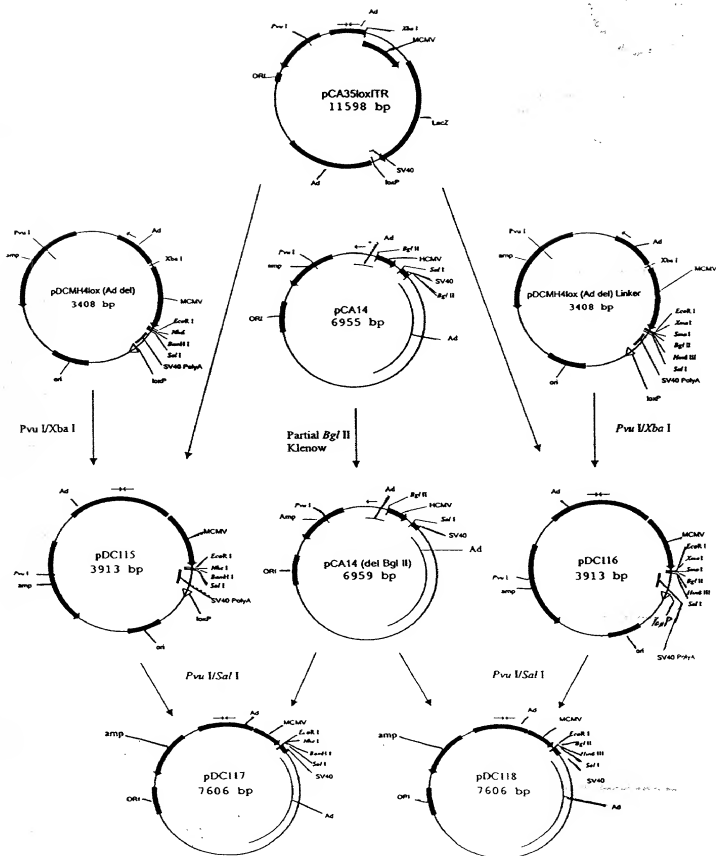 Ad
Xba I
Pvu I
MCMV
ORI
pCA35loxITR
11598 bp
LacZ
SV40
loxP
Ad
Pvu I
amp
Ad
Xba I
pDCMH4lox (Ad del)
3408 bp
MCMV
EcoR I
NheI
BamH I
Sal I
SV40 PolyA
loxP
ori
Ad
Bgl II
HCMV
Sal I
SV40
Bgl II
Pvu I
amp
pCA14
6955 bp
ORI
Ad
Pvu I
amp
Ad
Xba I
pDCMH4lox (Ad del) Linker
3408 bp
MCMV
EcoR I
Xma I
Sma I
Bgl II
Hind III
Sal I
SV40 PolyA
loxP
ori
Pvu I/Xba I
Partial Bgl II
Klenow
Pvu I/Xba I
Ad
MCMV
pDC115
3913 bp
Pvu I
amp
EcoR I
Nhe I
BamH I
Sal I
SV40 PolyA
loxP
ori
Ad
Bgl II
HCMV
Sal I
SV40
Pvu I
Amp
pCA14 (del Bgl II)
6959 bp
ORI
Ad
Ad
MCMV
pDC116
3913 bp
Pvu I
amp
EcoR I
Xma I
Sma I
Bgl II
Hind III
Sal I
loxP
SV40 PolyA
ori
Pvu I/Sal I
Pvu I/Sal I
Ad
MCMV
EcoR I
Nhe I
BamH I
Sal I
SV40
amp
pDC117
7606 bp
ORI
Ad
Ad
MCMV
EcoR I
Bgl II
Hind III
Sal I
SV40
amp
pDC118
7606 bp
ORI
Ad